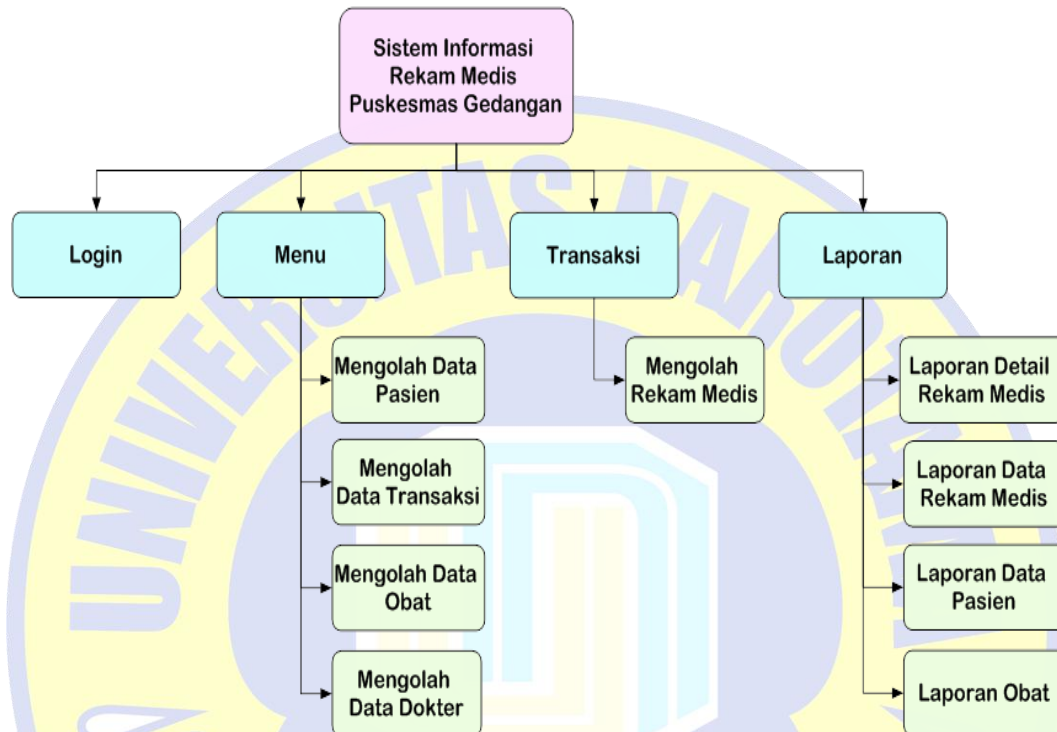 Sistem Informasi
Rekam Medis
Puskesmas Gedangan
Login
Menu
Transaksi
Laporan
Mengolah Data
Pasien
Mengolah
Data Transaksi
Mengolah Data
Obat
Mengolah
Data Dokter
Mengolah
Rekam Medis
Laporan Detail
Rekam Medis
Laporan Data
Rekam Medis
Laporan Data
Pasien
Laporan Obat
UNIVERSITAS